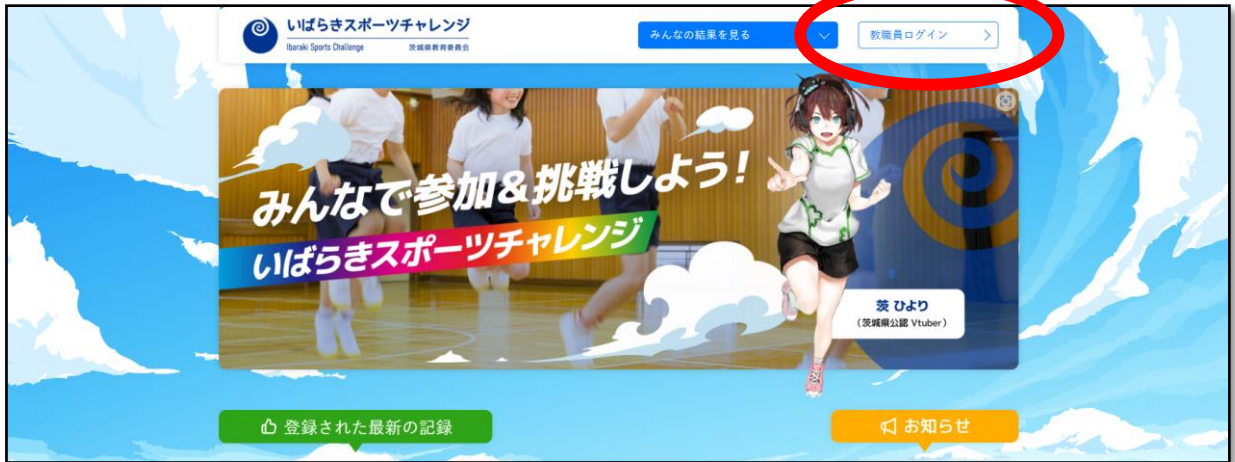 いばらきスポーツチャレンジ
Ibaraki Sports Challenge 茨城県教育委員会
みんなの結果を見る
教職員ログイン
みんなで参加&挑戦しよう!
いばらきスポーツチャレンジ
茨 ひより
(茨城県公認 Vtuber)
登録された最新の記録
お知らせ